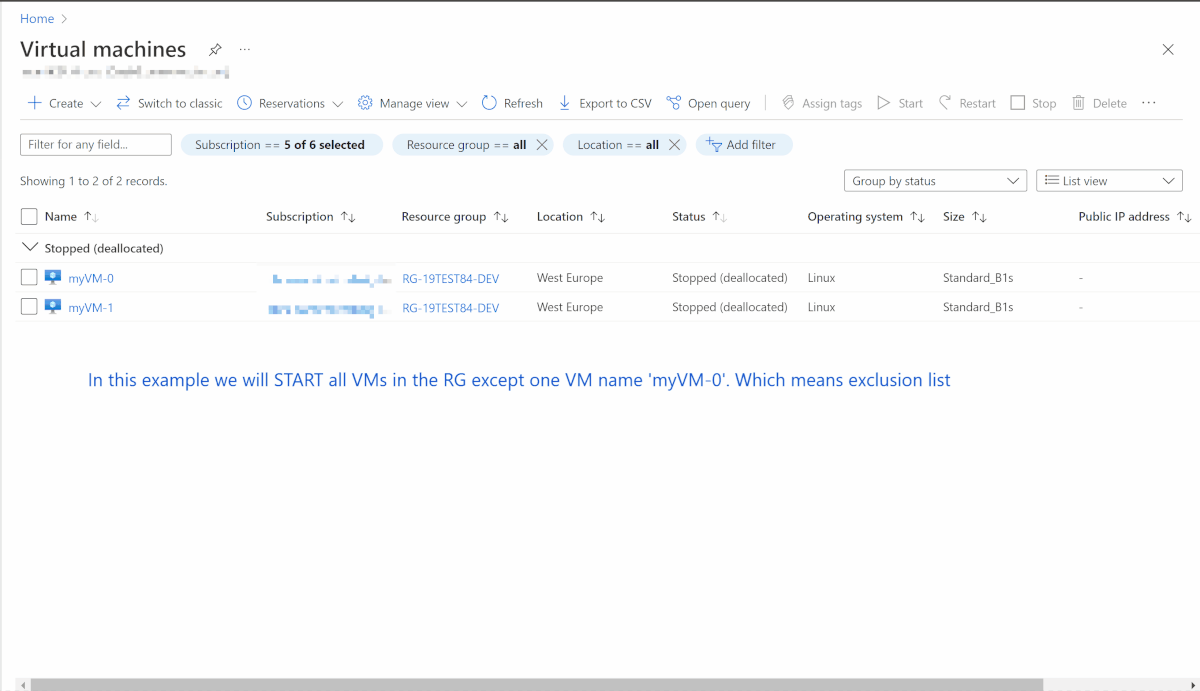 Home
Virtual machines
Create Switch to classic Reservations Manage view Refresh Export to CSV Open query Assign tags Start Restart Stop Delete
Filter for any field... Subscription == 5 of 6 selected Resource group == all Location == all Add filter
Showing 1 to 2 of 2 records. Group by status List view
Name Subscription Resource group Location Status Operating system Size Public IP address
Stopped (deallocated)
myVM-0 RG-19TEST84-DEV West Europe Stopped (deallocated) Linux Standard_B1s -
myVM-1 RG-19TEST84-DEV West Europe Stopped (deallocated) Linux Standard_B1s -
In this example we will START all VMs in the RG except one VM name 'myVM-0'. Which means exclusion list